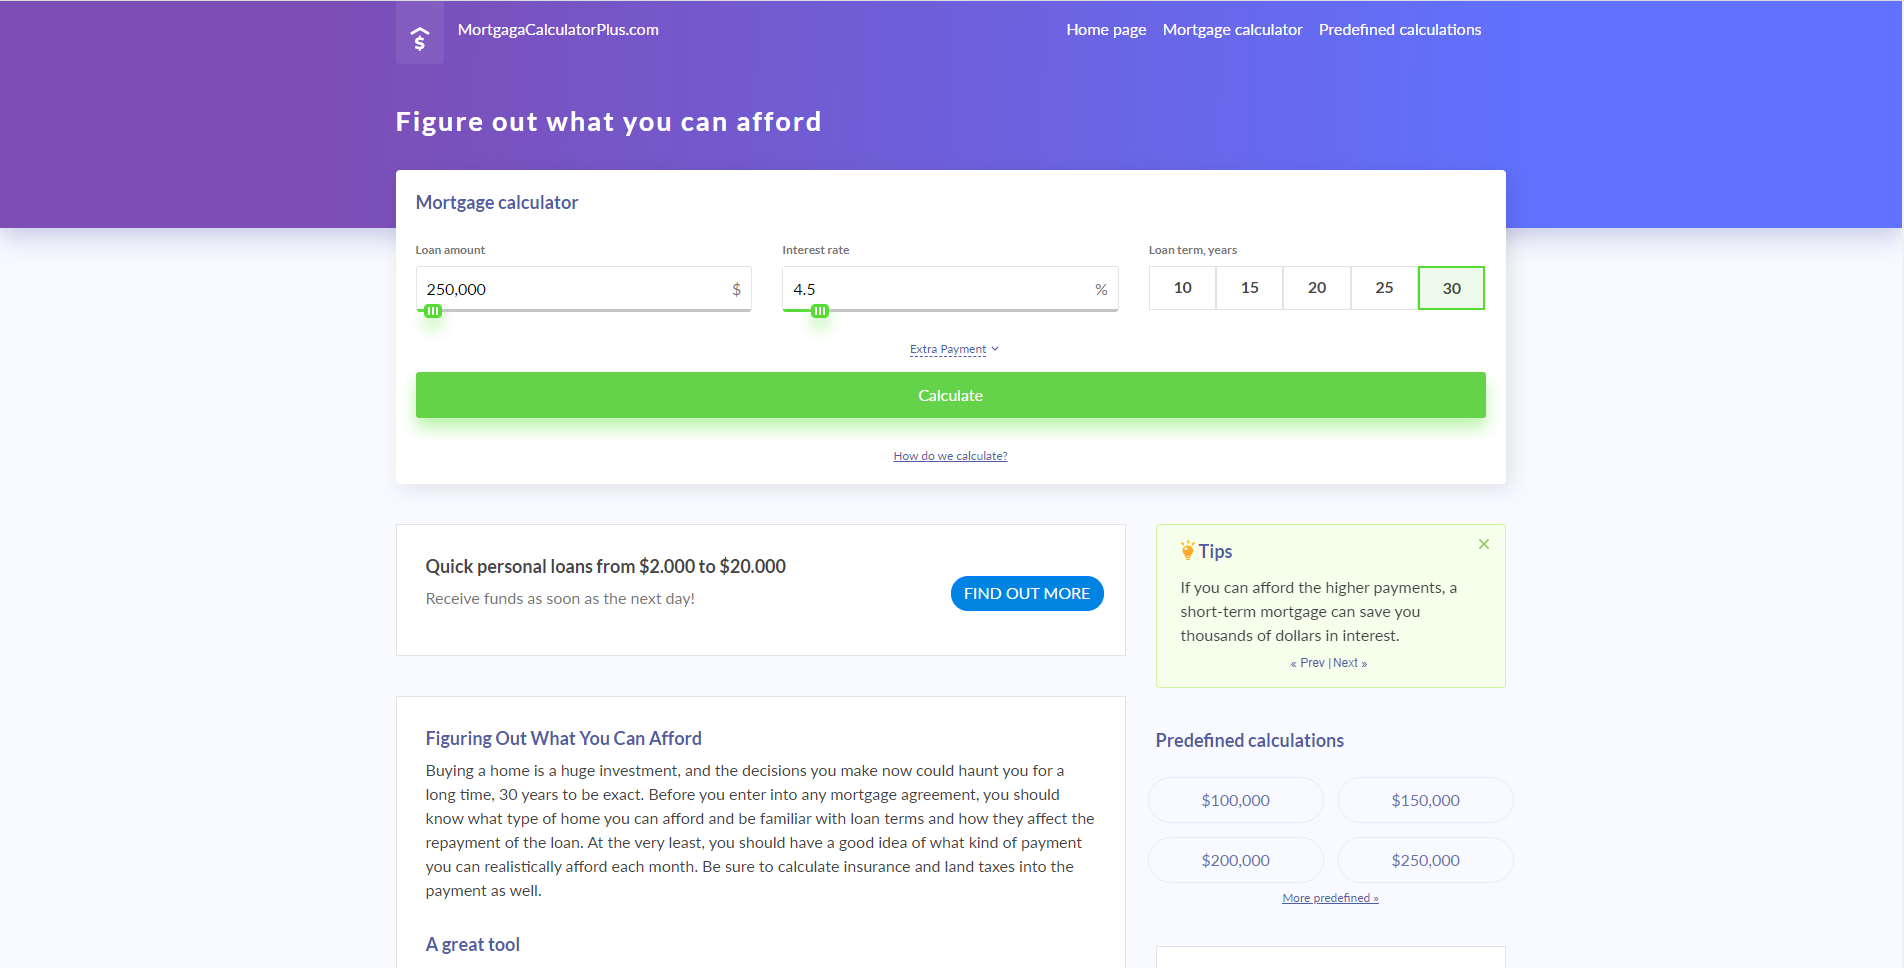 MortgagaCalculatorPlus.com
Home page
Mortgage calculator
Predefined calculations
Figure out what you can afford
Mortgage calculator
Loan amount
Interest rate
Loan term, years
250,000 $
4.5 %
10 15 20 25 30
Extra Payment
Calculate
How do we calculate?
Quick personal loans from $2.000 to $20.000
Receive funds as soon as the next day!
FIND OUT MORE
Tips
If you can afford the higher payments, a
short-term mortgage can save you
thousands of dollars in interest.
« Prev | Next »
Figuring Out What You Can Afford
Buying a home is a huge investment, and the decisions you make now could haunt you for a
long time, 30 years to be exact. Before you enter into any mortgage agreement, you should
know what type of home you can afford and be familiar with loan terms and how they affect the
repayment of the loan. At the very least, you should have a good idea of what kind of payment
you can realistically afford each month. Be sure to calculate insurance and land taxes into the
payment as well.
A great tool
Predefined calculations
$100,000 $150,000
$200,000 $250,000
More predefined »